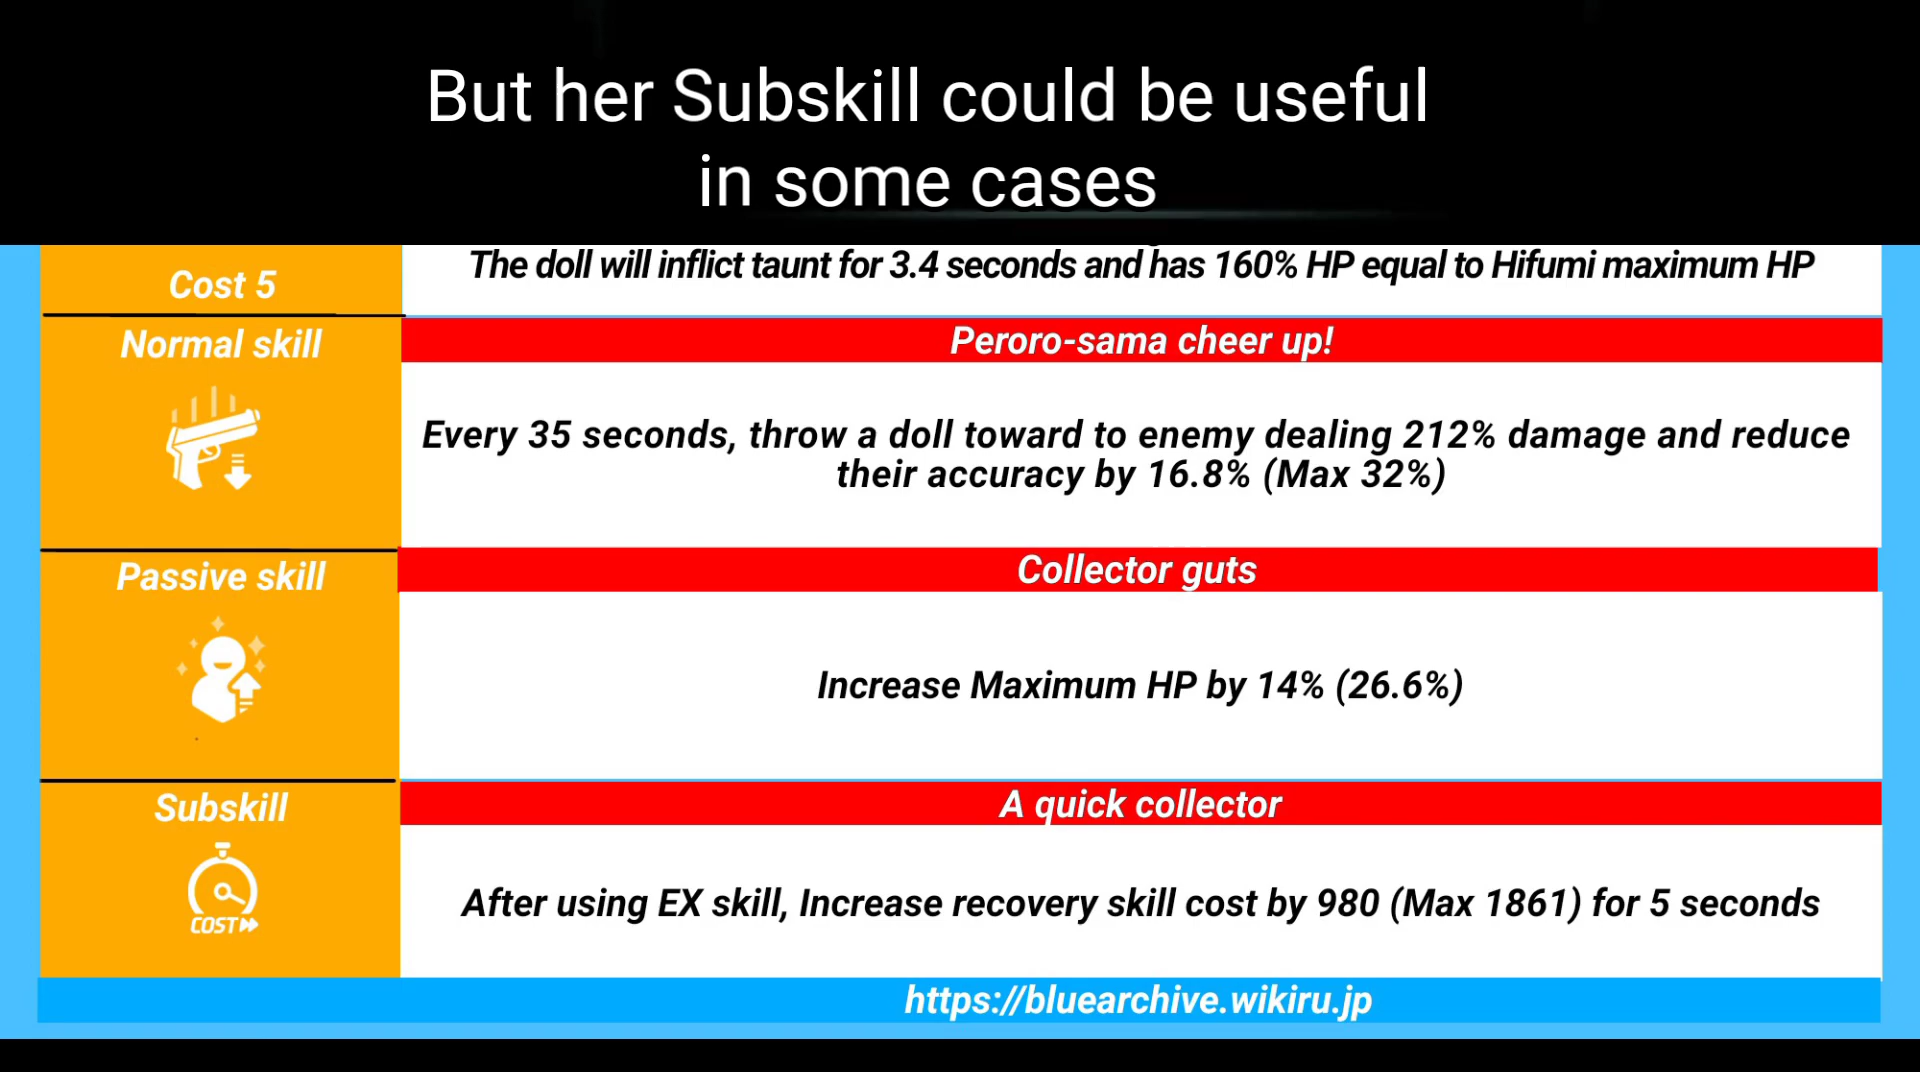 But her Subskill could be useful
in some cases
The doll will inflict taunt for 3.4 seconds and has 160% HP equal to Hifumi maximum HP
Cost 5
Normal skill
Peroro-sama cheer up!
Every 35 seconds, throw a doll toward to enemy dealing 212% damage and reduce
their accuracy by 16.8% (Max 32%)
Passive skill
Collector guts
Increase Maximum HP by 14% (26.6%)
Subskill
A quick collector
COST
After using EX skill, Increase recovery skill cost by 980 (Max 1861) for 5 seconds
https://bluearchive.wikiru.jp